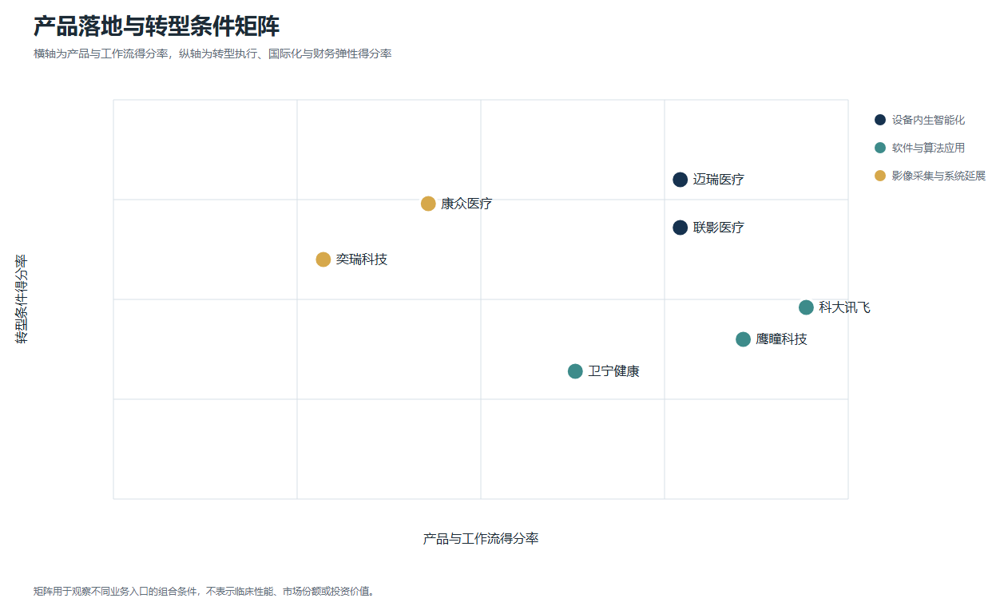 产品落地与转型条件矩阵
横轴为产品与工作流得分率，纵轴为转型执行、国际化与财务弹性得分率
设备内生智能化
软件与算法应用
影像采集与系统延展
迈瑞医疗
康众医疗
联影医疗
奕瑞科技
科大讯飞
鹰瞳科技
卫宁健康
转型条件得分率
产品与工作流得分率
矩阵用于观察不同业务入口的组合条件，不表示临床性能、市场份额或投资价值。